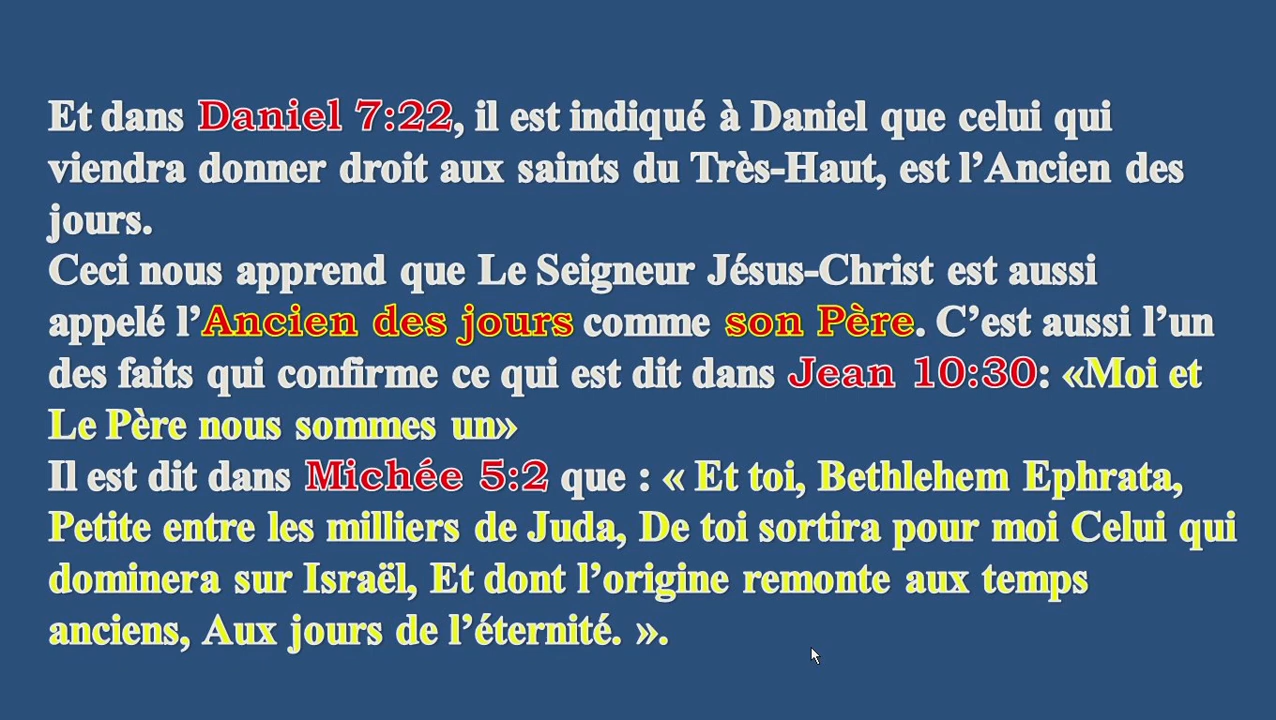 Et dans Daniel 7:22, il est indiqué à Daniel que celui qui
viendra donner droit aux saints du Très-Haut, est l’Ancien des
jours.
Ceci nous apprend que Le Seigneur Jésus-Christ est aussi
appelé l’Ancien des jours comme son Père. C’est aussi l’un
des faits qui confirme ce qui est dit dans Jean 10:30: «Moi et
Le Père nous sommes un»
Il est dit dans Michée 5:2 que : « Et toi, Bethlehem Ephrata,
Petite entre les milliers de Juda, De toi sortira pour moi Celui qui
dominera sur Israël, Et dont l’origine remonte aux temps
anciens, Aux jours de l’éternité. ».